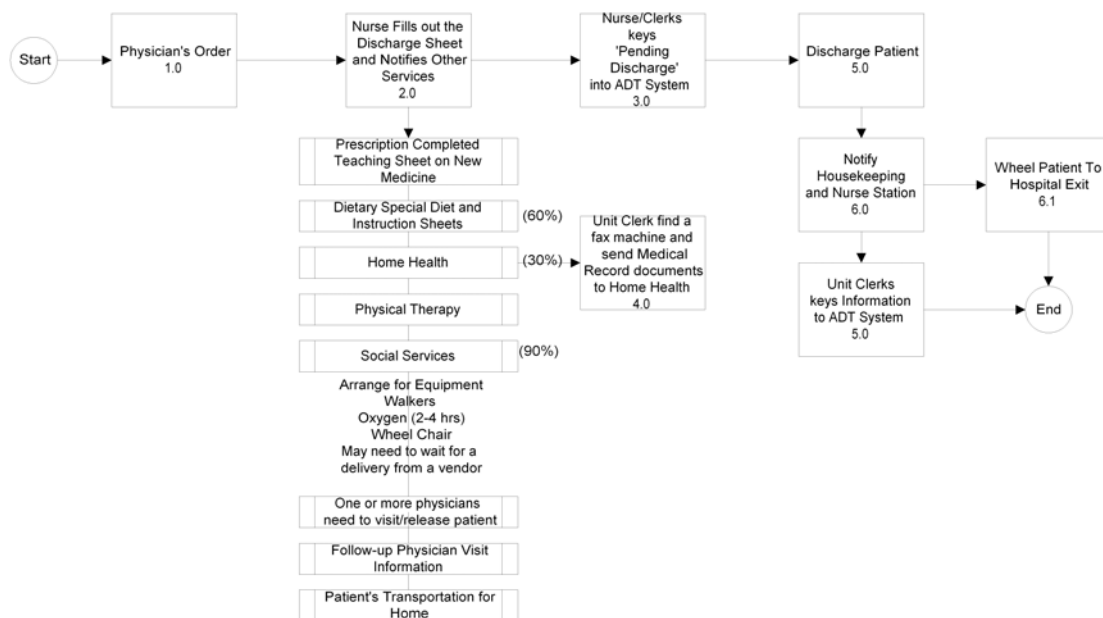 Start
Physician's Order
1.0
Nurse Fills out the
Discharge Sheet
and Notifies Other
Services
2.0
Nurse/Clerks
keys
'Pending
Discharge'
into ADT System
3.0
Discharge Patient
5.0
Prescription Completed
Teaching Sheet on New
Medicine
Dietary Special Diet and
Instruction Sheets
(60%)
Home Health
(30%)
Unit Clerk find a
fax machine and
send Medical
Record documents
to Home Health
4.0
Physical Therapy
Social Services
(90%)
Arrange for Equipment
Walkers
Oxygen (2-4 hrs)
Wheel Chair
May need to wait for a
delivery from a vendor
One or more physicians
need to visit/release patient
Follow-up Physician Visit
Information
Patient's Transportation for
Home
Notify
Housekeeping
and Nurse Station
6.0
Wheel Patient To
Hospital Exit
6.1
Unit Clerks
keys Information
to ADT System
5.0
End